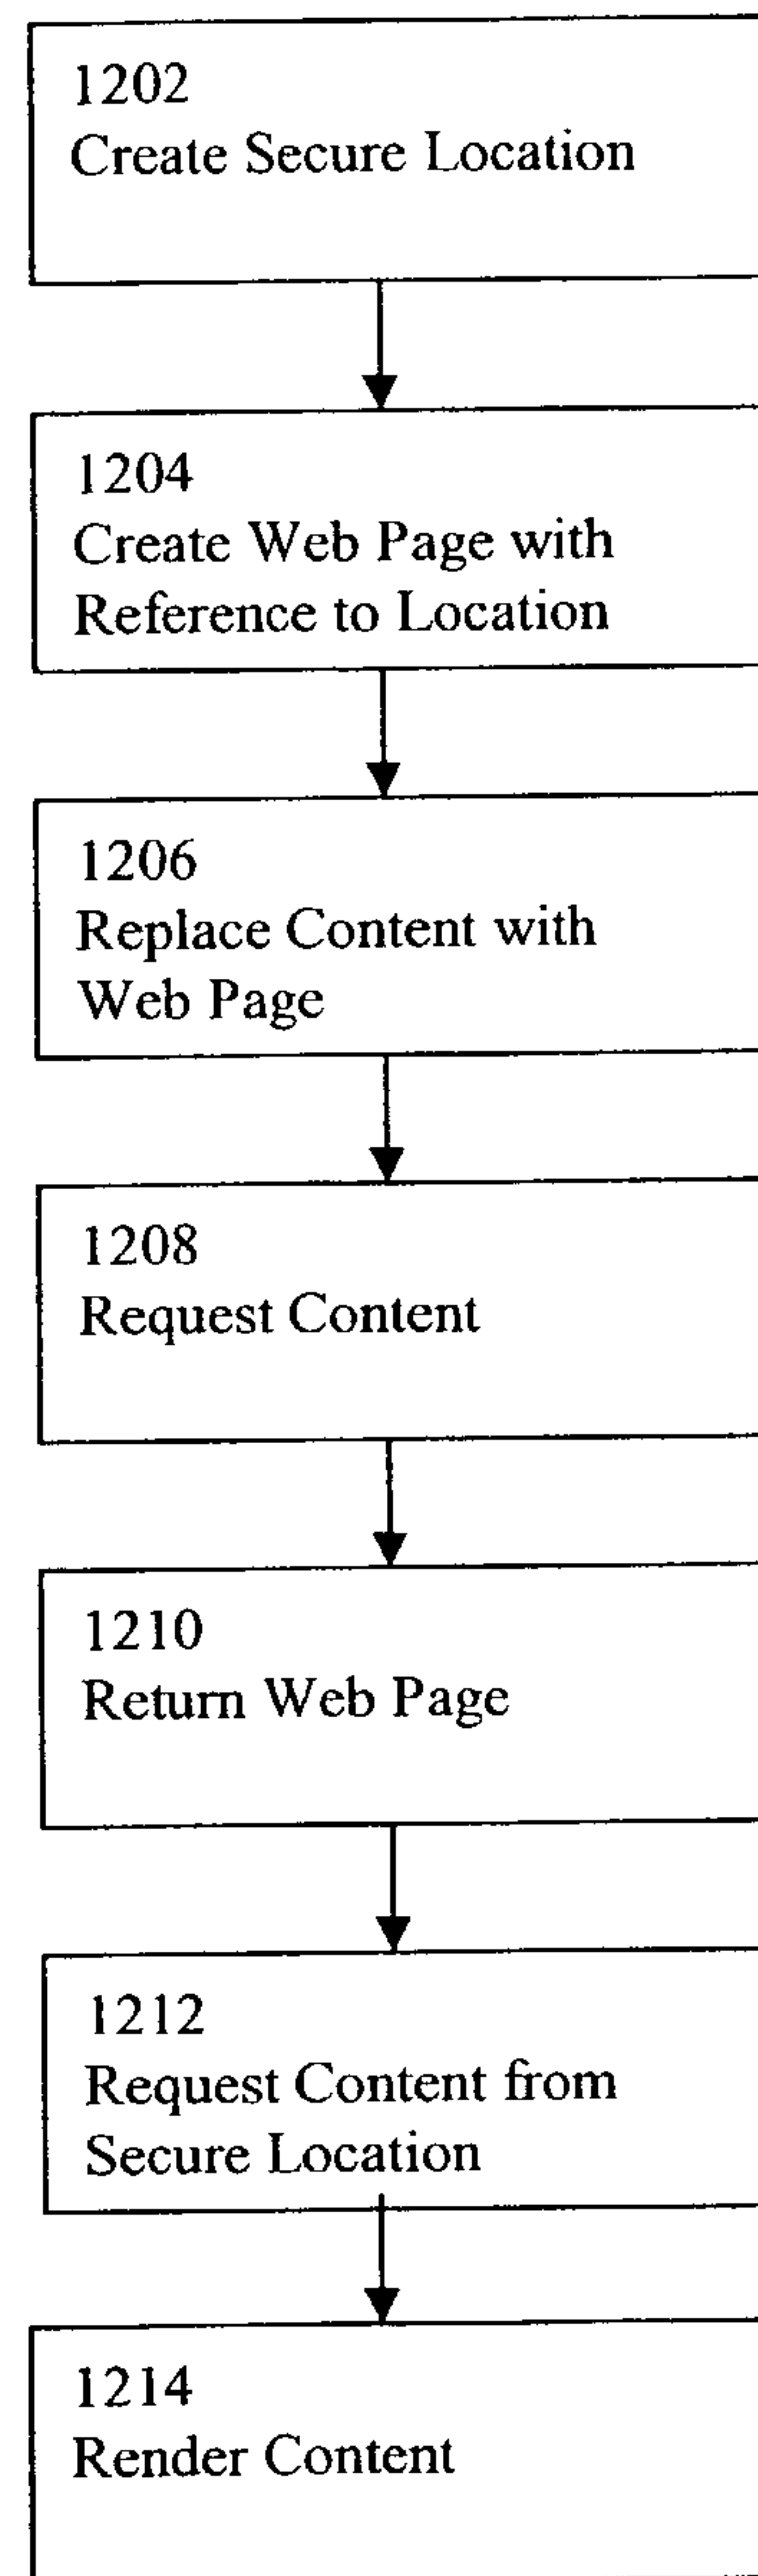 1202
Create Secure Location
1204
Create Web Page with
Reference to Location
1206
Replace Content with
Web Page
1208
Request Content
1210
Return Web Page
1212
Request Content from
Secure Location
1214
Render Content